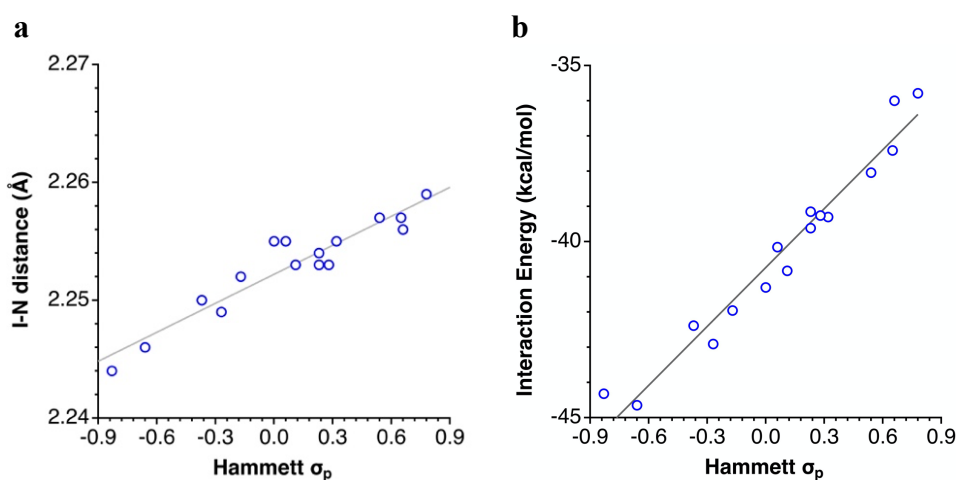 a
2.27
2.26
2.25
2.24
I-N distance (Å)
-0.9 -0.6 -0.3 0.0 0.3 0.6 0.9
Hammett σp
b
-35
-40
-45
Interaction Energy (kcal/mol)
-0.9 -0.6 -0.3 0.0 0.3 0.6 0.9
Hammett σp